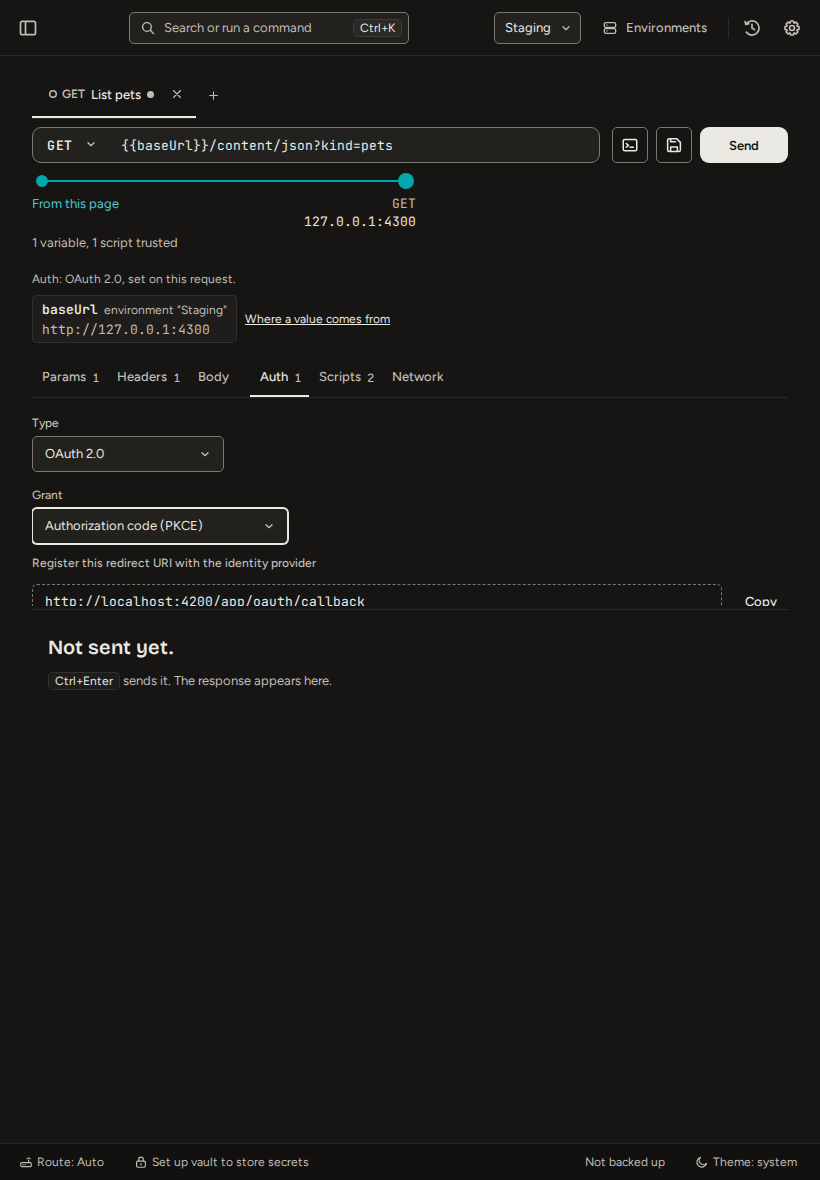 Search or run a command Ctrl+K Staging Environments
GET List pets
GET {{baseUrl}}/content/json?kind=pets Send
From this page GET
127.0.0.1:4300
1 variable, 1 script trusted
Auth: OAuth 2.0, set on this request.
baseUrl environment "Staging"
http://127.0.0.1:4300
Where a value comes from
Params 1 Headers 1 Body Auth 1 Scripts 2 Network
Type
OAuth 2.0
Grant
Authorization code (PKCE)
Register this redirect URI with the identity provider
http://localhost:4200/app/oauth/callback Copy
Not sent yet.
Ctrl+Enter sends it. The response appears here.
Route: Auto Set up vault to store secrets Not backed up Theme: system